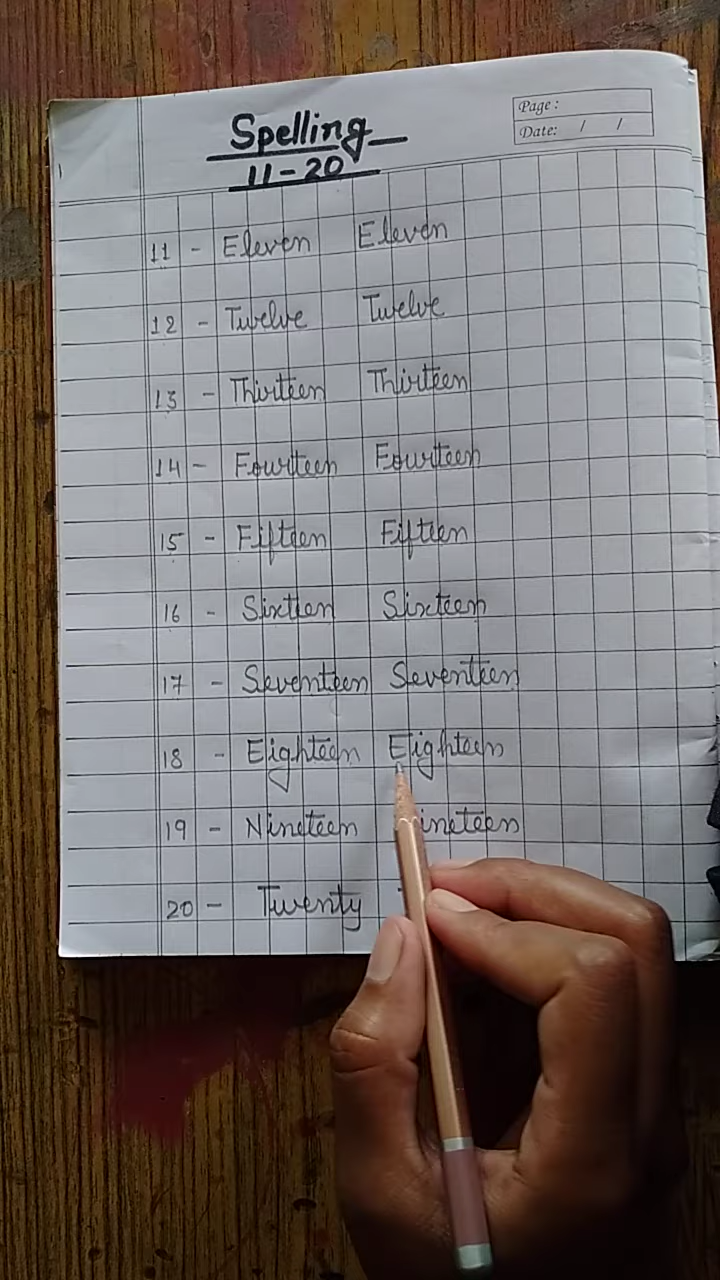 Page :
Date: / /
Spelling
11-20
11 - Eleven Eleven
12 - Twelve Twelve
13 - Thirteen Thirteen
14 - Fourteen Fourteen
15 - Fifteen Fifteen
16 - Sixteen Sixteen
17 - Seventeen Seventeen
18 - Eighteen Eighteen
19 - Nineteen ineteen
20 - Twenty